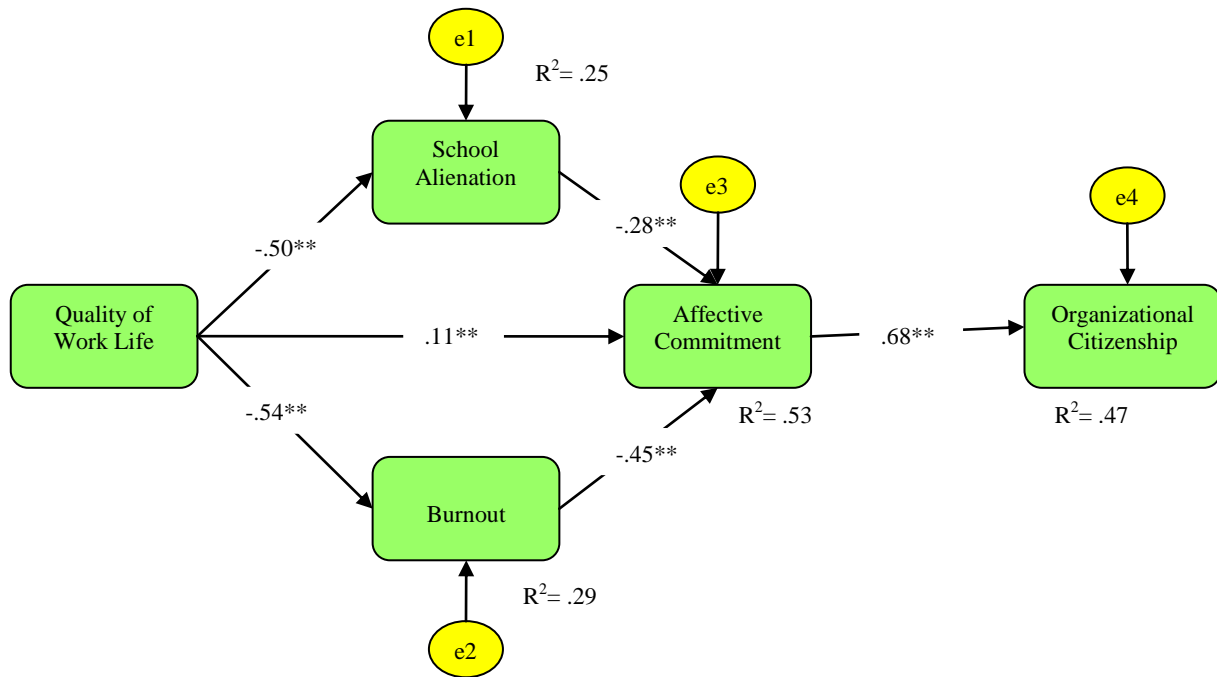 e1
R²= .25
School
Alienation
e3
e4
-.28**
-.50**
Quality of
Work Life
.11**
Affective
Commitment
.68**
Organizational
Citizenship
-.54**
R²= .53
R²= .47
-.45**
Burnout
R²= .29
e2